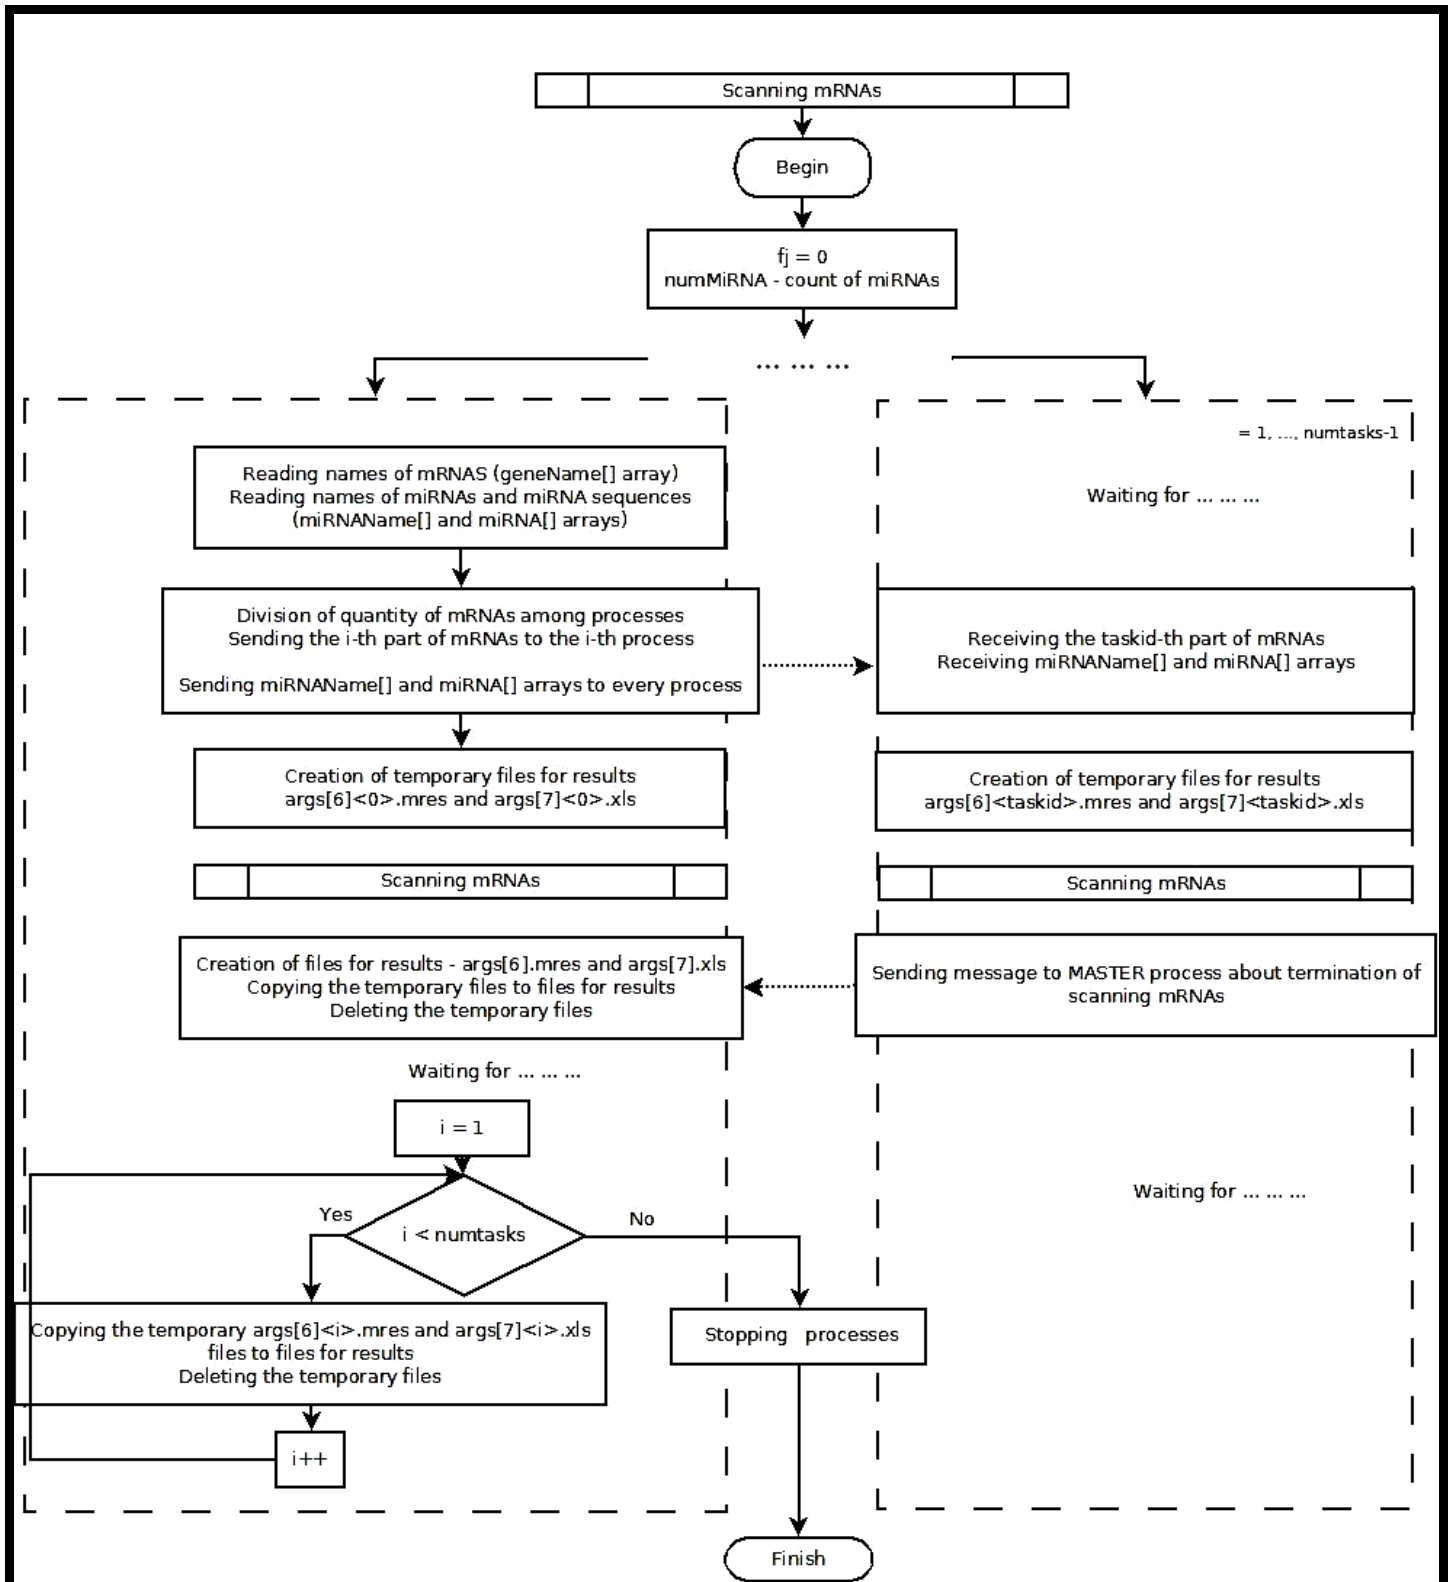 Scanning mRNAs
Begin
fj = 0
numMiRNA - count of miRNAs
... ... ...
= 1, ..., numtasks-1
Reading names of mRNAS (geneName[] array)
Reading names of miRNAs and miRNA sequences
(miRNAName[] and miRNA[] arrays)
Waiting for ... ... ...
Division of quantity of mRNAs among processes
Sending the i-th part of mRNAs to the i-th process
Sending miRNAName[] and miRNA[] arrays to every process
Receiving the taskid-th part of mRNAs
Receiving miRNAName[] and miRNA[] arrays
Creation of temporary files for results
args[6]<0>.mres and args[7]<0>.xls
Creation of temporary files for results
args[6]<taskid>.mres and args[7]<taskid>.xls
Scanning mRNAs
Scanning mRNAs
Creation of files for results - args[6].mres and args[7].xls
Copying the temporary files to files for results
Deleting the temporary files
Sending message to MASTER process about termination of
scanning mRNAs
Waiting for ... ... ...
i = 1
Waiting for ... ... ...
Yes
i < numtasks
No
Copying the temporary args[6]<i>.mres and args[7]<i>.xls
files to files for results
Deleting the temporary files
Stopping processes
i++
Finish